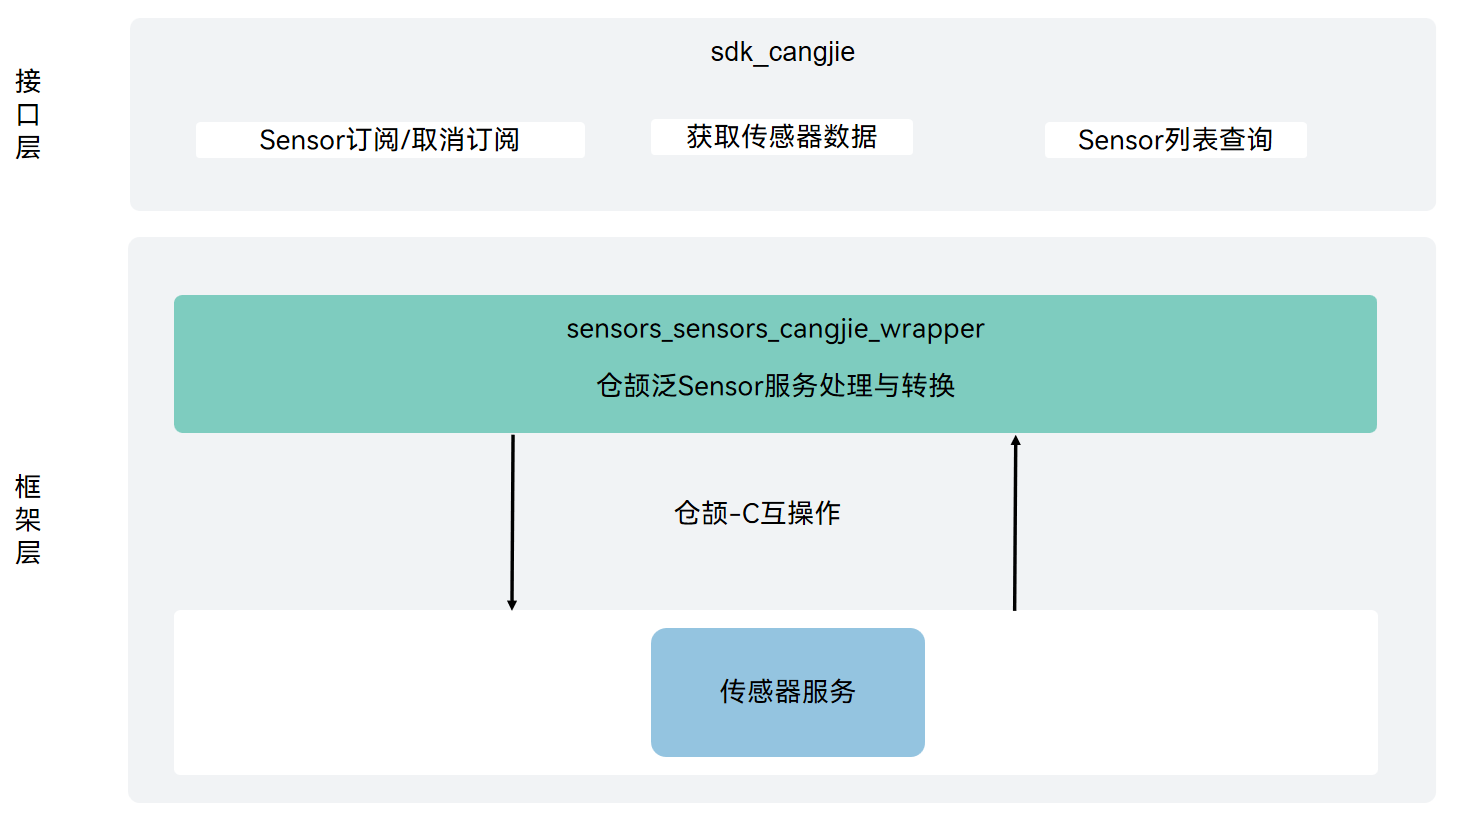 接口层
sdk_cangjie
Sensor订阅/取消订阅
获取传感器数据
Sensor列表查询
框架层
sensors_sensors_cangjie_wrapper
仓颉泛Sensor服务处理与转换
仓颉-C互操作
传感器服务